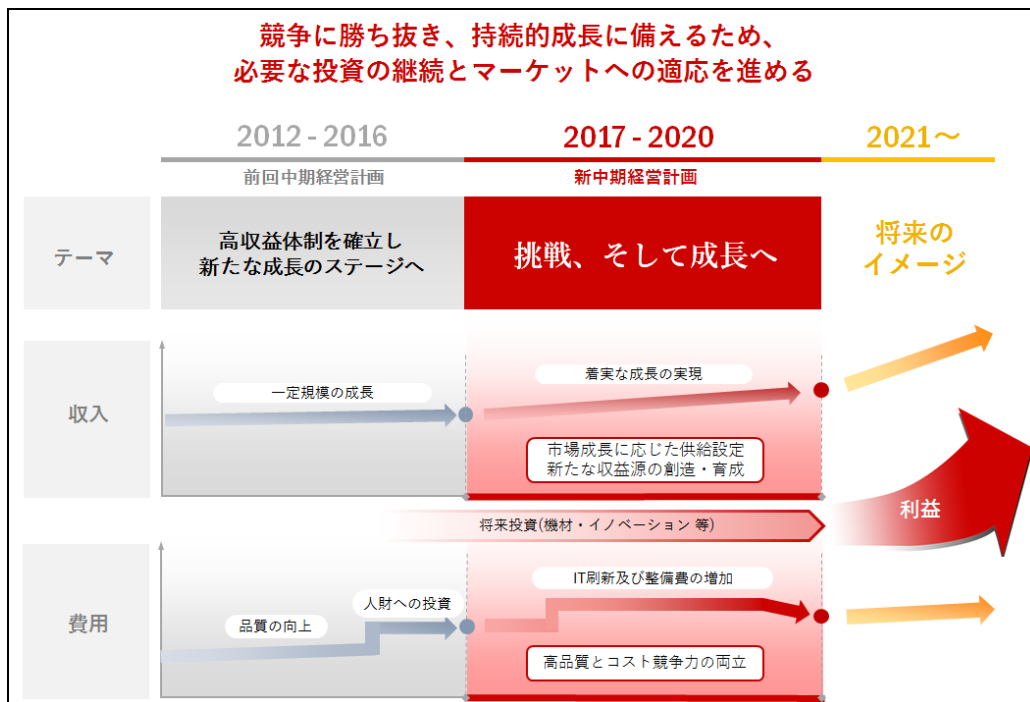 競争に勝ち抜き、持続的成長に備えるため、
必要な投資の継続とマーケットへの適応を進める
2012 - 2016
2017 - 2020
2021～
前回中期経営計画
新中期経営計画
テーマ
高収益体制を確立し
新たな成長のステージへ
挑戦、そして成長へ
将来の
イメージ
収入
一定規模の成長
着実な成長の実現
市場成長に応じた供給設定
新たな収益源の創造・育成
利益
将来投資(機材・イノベーション 等)
費用
品質の向上
人財への投資
IT刷新及び整備費の増加
高品質とコスト競争力の両立